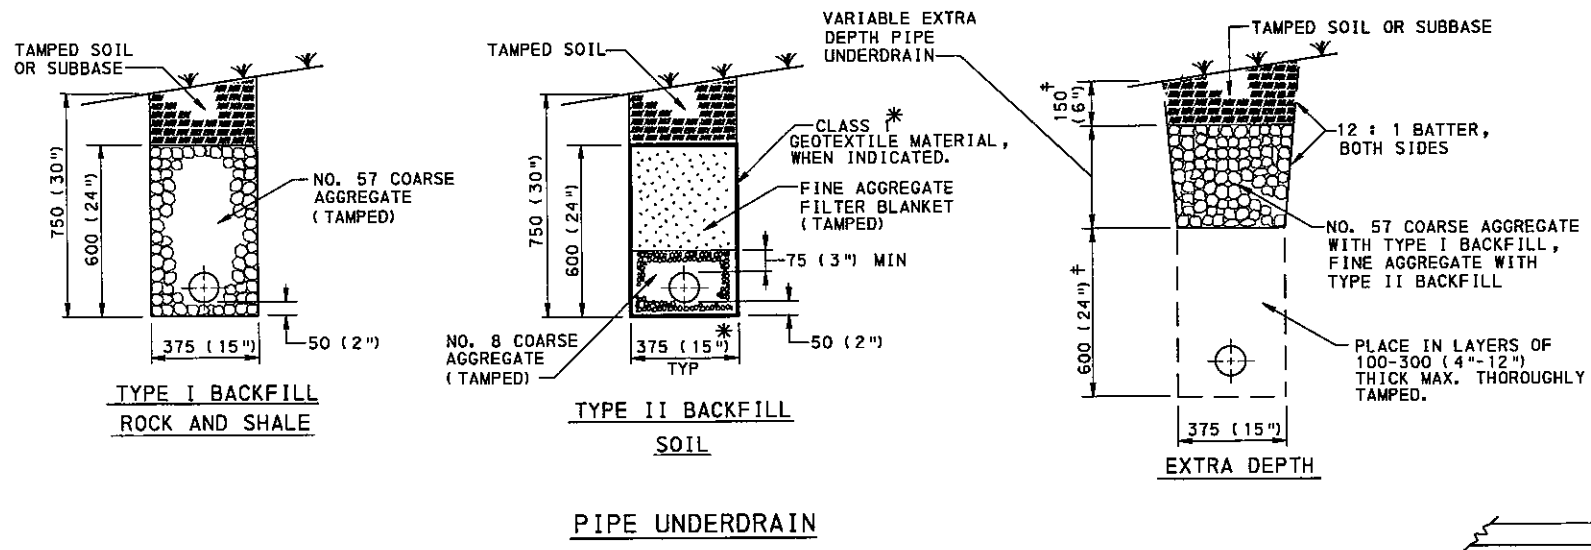 TAMPED SOIL
OR SUBBASE
750 (30")
600 (24")
NO. 57 COARSE
AGGREGATE
(TAMPED)
375 (15")
50 (2")
TYPE I BACKFILL
ROCK AND SHALE
TAMPED SOIL
750 (30")
600 (24")
CLASS 1*
GEOTEXTILE MATERIAL,
WHEN INDICATED.
FINE AGGREGATE
FILTER BLANKET
(TAMPED)
75 (3") MIN
NO. 8 COARSE
AGGREGATE
(TAMPED)
375 (15")*
TYP
50 (2")
TYPE II BACKFILL
SOIL
VARIABLE EXTRA
DEPTH PIPE
UNDERDRAIN
TAMPED SOIL OR SUBBASE
150‡
(6")
12 : 1 BATTER,
BOTH SIDES
NO. 57 COARSE AGGREGATE
WITH TYPE I BACKFILL,
FINE AGGREGATE WITH
TYPE II BACKFILL
600 (24")‡
PLACE IN LAYERS OF
100-300 (4"-12")
THICK MAX. THOROUGHLY
TAMPED.
375 (15")
EXTRA DEPTH
PIPE UNDERDRAIN